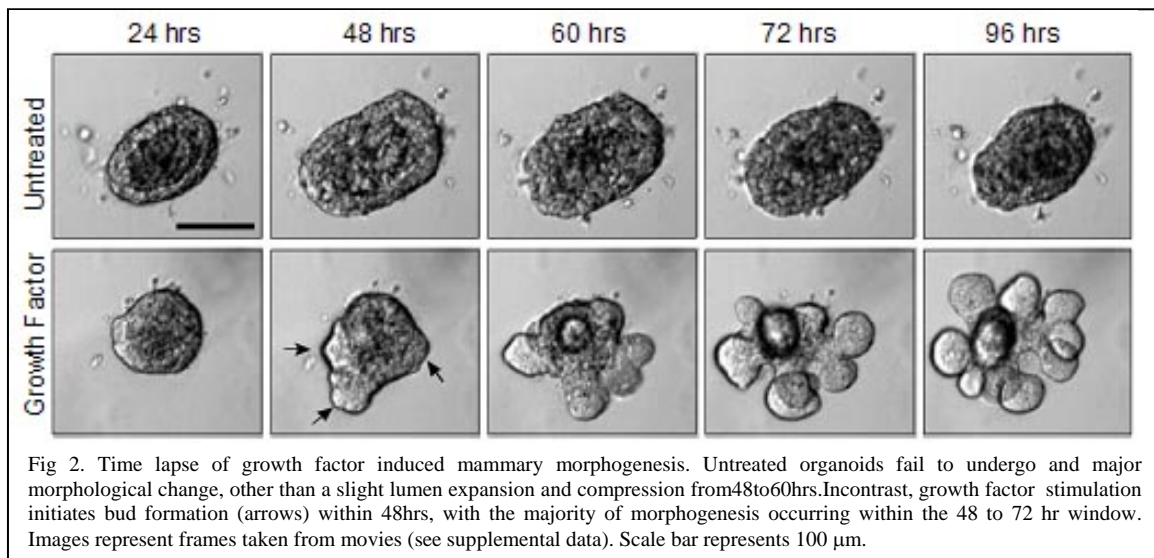 24 hrs 48 hrs 60 hrs 72 hrs 96 hrs
Untreated
Growth Factor
Fig 2. Time lapse of growth factor induced mammary morphogenesis. Untreated organoids fail to undergo and major
morphological change, other than a slight lumen expansion and compression from48to60hrs.Incontrast, growth factor stimulation
initiates bud formation (arrows) within 48hrs, with the majority of morphogenesis occurring within the 48 to 72 hr window.
Images represent frames taken from movies (see supplemental data). Scale bar represents 100 μm.